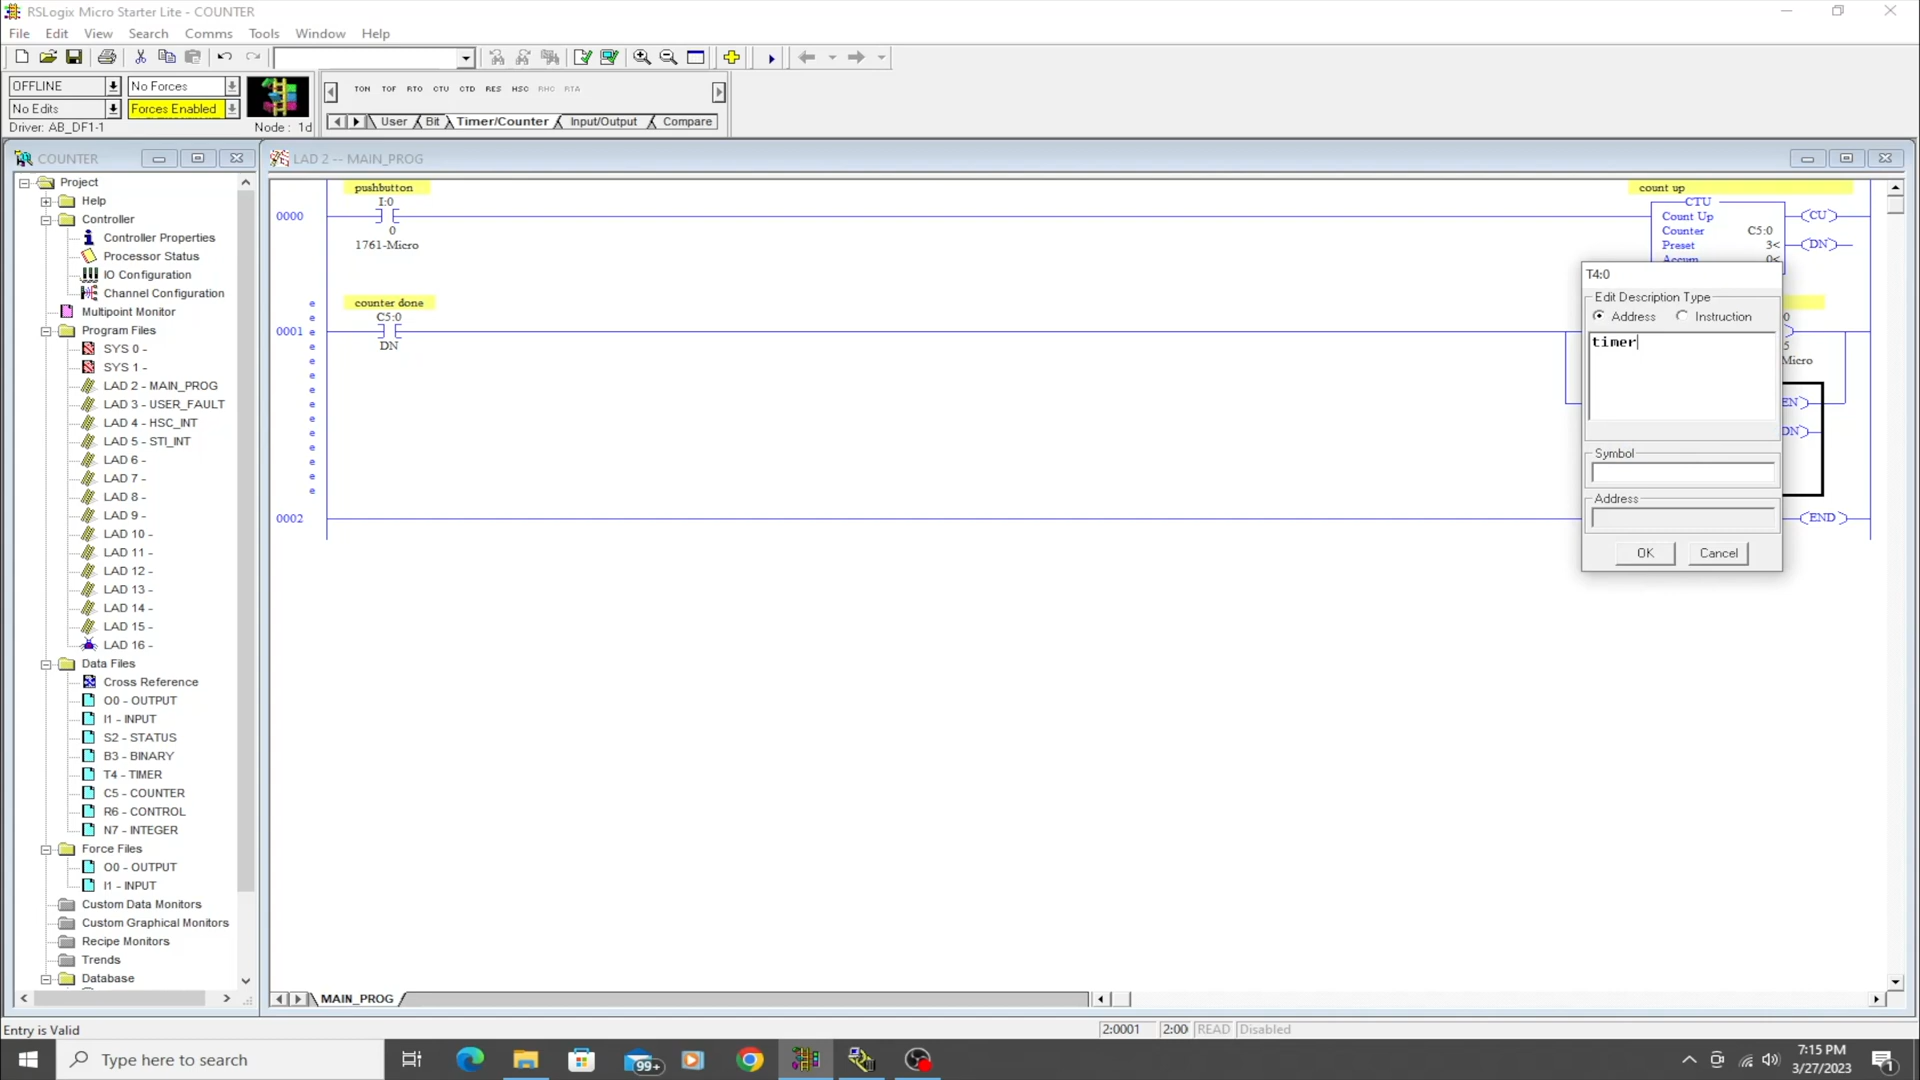 RSLogix Micro Starter Lite - COUNTER
File Edit View Search Comms Tools Window Help
OFFLINE No Forces
No Edits Forces Enabled
Driver: AB_DF1-1 Node : 1d
TON TOF RTO CTU CTD RES HSC RHC RTA
User Bit Timer/Counter Input/Output Compare
COUNTER
Project
Help
Controller
Controller Properties
Processor Status
IO Configuration
Channel Configuration
Multipoint Monitor
Program Files
SYS 0 -
SYS 1 -
LAD 2 - MAIN_PROG
LAD 3 - USER_FAULT
LAD 4 - HSC_INT
LAD 5 - STI_INT
LAD 6 -
LAD 7 -
LAD 8 -
LAD 9 -
LAD 10 -
LAD 11 -
LAD 12 -
LAD 13 -
LAD 14 -
LAD 15 -
LAD 16 -
Data Files
Cross Reference
O0 - OUTPUT
I1 - INPUT
S2 - STATUS
B3 - BINARY
T4 - TIMER
C5 - COUNTER
R6 - CONTROL
N7 - INTEGER
Force Files
O0 - OUTPUT
I1 - INPUT
Custom Data Monitors
Custom Graphical Monitors
Recipe Monitors
Trends
Database
LAD 2 -- MAIN_PROG
pushbutton
I:0
0000
0
1761-Micro
count up
CTU
Count Up CU
Counter C5:0
Preset 3< DN
Accum 0<
counter done
C5:0
0001
DN
e
e
e
e
e
e
e
e
e
e
e
e
e
e
0
5
Micro
EN
DN
0002
END
T4:0
Edit Description Type
Address Instruction
timer
Symbol
Address
OK Cancel
MAIN_PROG
Entry is Valid
2:0001 2:00 READ Disabled
Type here to search
99+
7:15 PM
3/27/2023
1